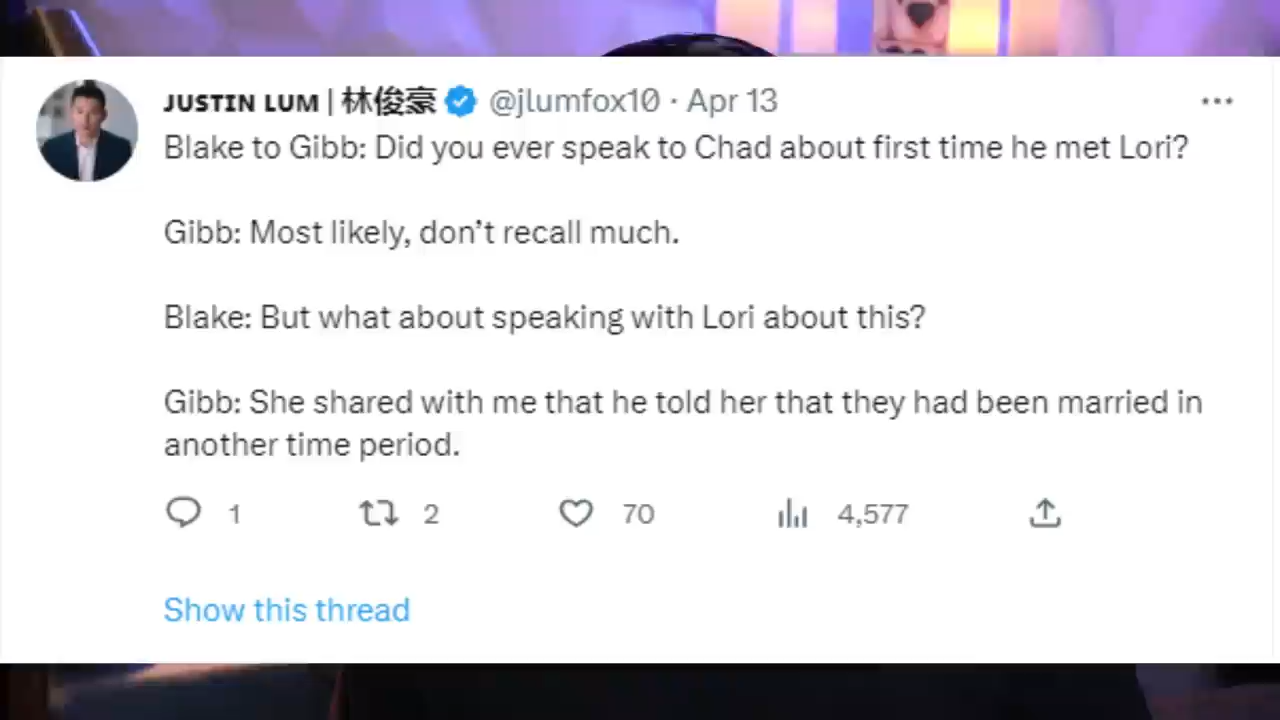 JUSTIN LUM | 林俊豪 @jlumfox10 · Apr 13
Blake to Gibb: Did you ever speak to Chad about first time he met Lori?
Gibb: Most likely, don’t recall much.
Blake: But what about speaking with Lori about this?
Gibb: She shared with me that he told her that they had been married in
another time period.
1 2 70 4,577
Show this thread